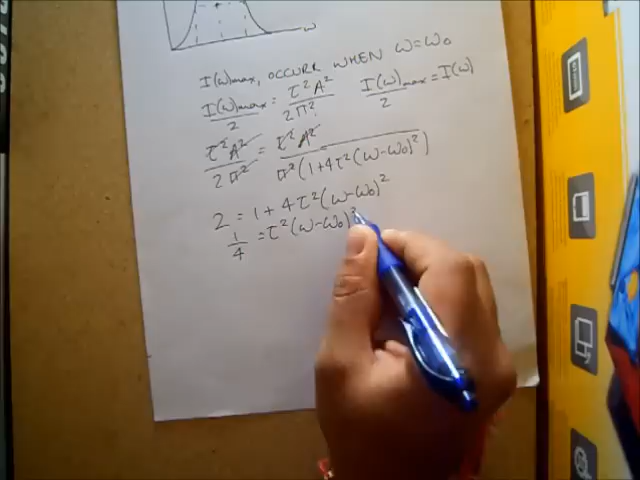 ω
I(ω)max, OCCURR WHEN ω=ω₀
I(ω)max/2 = τ²A²/2π² I(ω)max/2 = I(ω)
τ²A²/2π² = τ²A²/π²(1+4τ²(ω-ω₀)²)
2 = 1+4τ²(ω-ω₀)²
1/4 = τ²(ω-ω₀)²